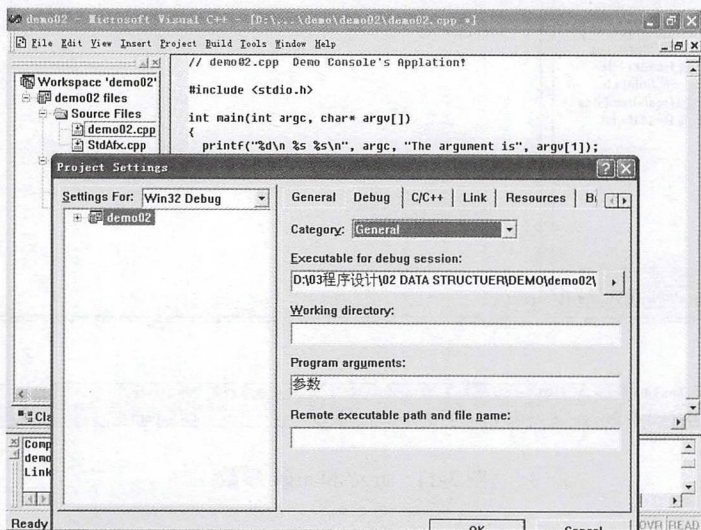 demo02 - Microsoft Visual C++ - [D:\...\demo\demo02\demo02.cpp *]
File Edit View Insert Project Build Tools Window Help
// demo02.cpp Demo Console's Applation!
Workspace 'demo02'
demo02 files
Source Files
demo02.cpp
StdAfx.cpp
#include <stdio.h>
int main(int argc, char* argv[])
{
printf("%d\n %s %s\n", argc, "The argument is", argv[1]);
Project Settings
Settings For: Win32 Debug
demo02
General Debug C/C++ Link Resources
Category: General
Executable for debug session:
D:\03程序设计\02 DATA STRUCTUER\DEMO\demo02\
Working directory:
Program arguments:
参数
Remote executable path and file name:
Cla
Comp
demo
Link
Ready
OK Cancel
OVR READ